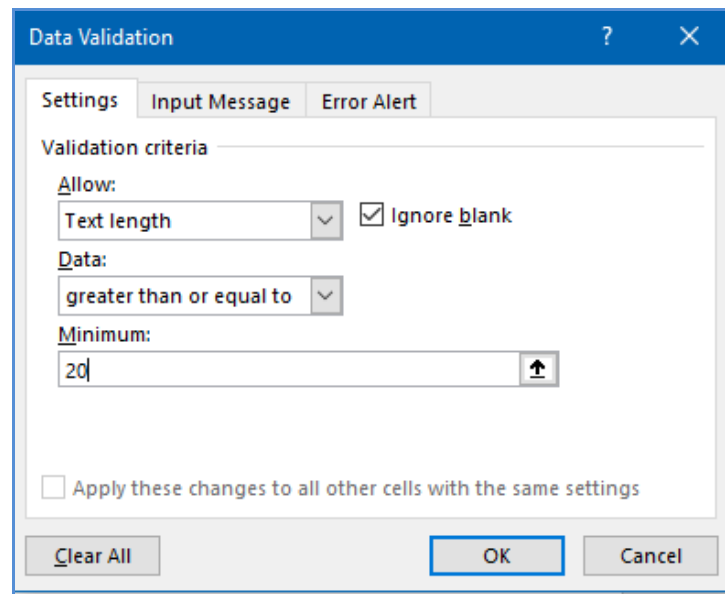 Data Validation ? ×
Settings Input Message Error Alert
Validation criteria
Allow:
Text length Ignore blank
Data:
greater than or equal to
Minimum:
20
Apply these changes to all other cells with the same settings
Clear All OK Cancel